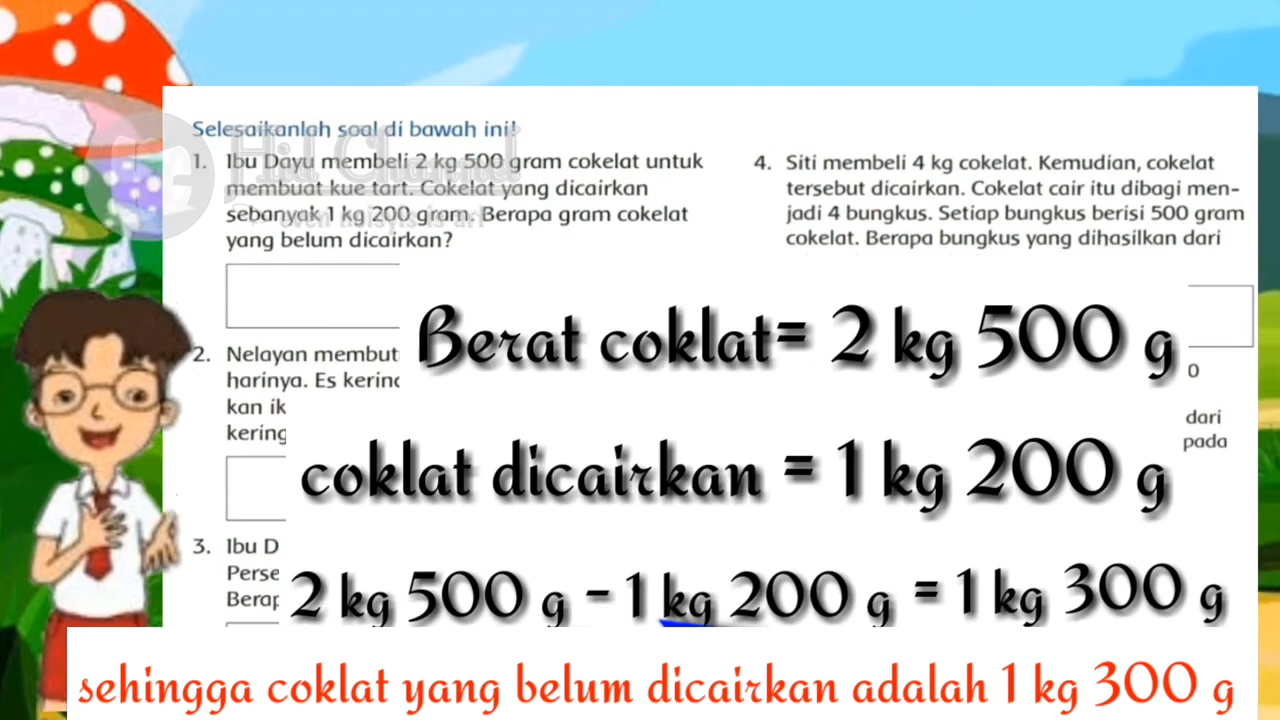 Selesaikanlah soal di bawah ini!
1. Ibu Dayu membeli 2 kg 500 gram cokelat untuk
membuat kue tart. Cokelat yang dicairkan
sebanyak 1 kg 200 gram. Berapa gram cokelat
yang belum dicairkan?
2. Nelayan membut
harinya. Es kerinc
kan ik
kering
3. Ibu D
Perse
Berap
4. Siti membeli 4 kg cokelat. Kemudian, cokelat
tersebut dicairkan. Cokelat cair itu dibagi men-
jadi 4 bungkus. Setiap bungkus berisi 500 gram
cokelat. Berapa bungkus yang dihasilkan dari
0
dari
pada
Berat coklat= 2 kg 500 g
coklat dicairkan = 1 kg 200 g
2 kg 500 g - 1 kg 200 g = 1 kg 300 g
sehingga coklat yang belum dicairkan adalah 1 kg 300 g